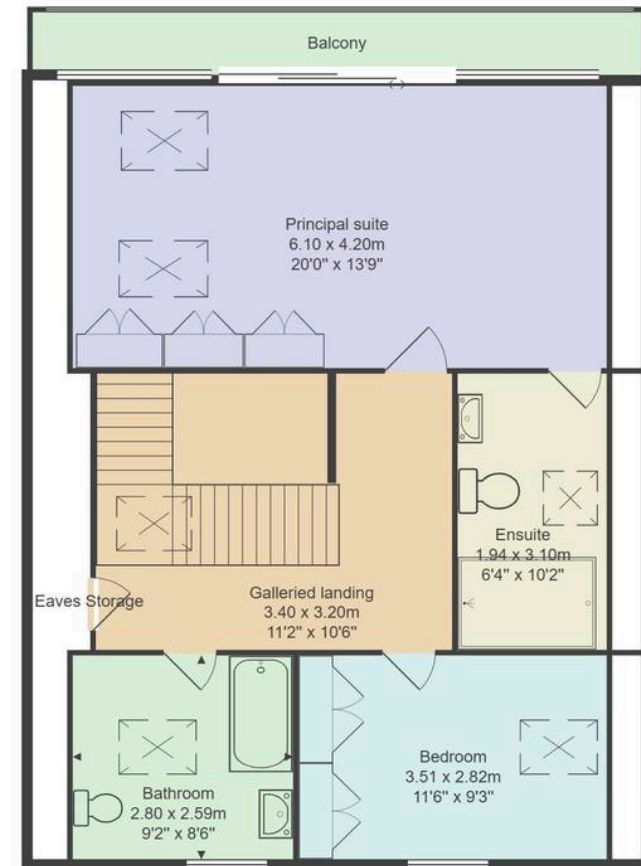 Balcony
Principal suite
6.10 x 4.20m
20'0" x 13'9"
Ensuite
1.94 x 3.10m
6'4" x 10'2"
Eaves Storage
Galleried landing
3.40 x 3.20m
11'2" x 10'6"
Bathroom
2.80 x 2.59m
9'2" x 8'6"
Bedroom
3.51 x 2.82m
11'6" x 9'3"